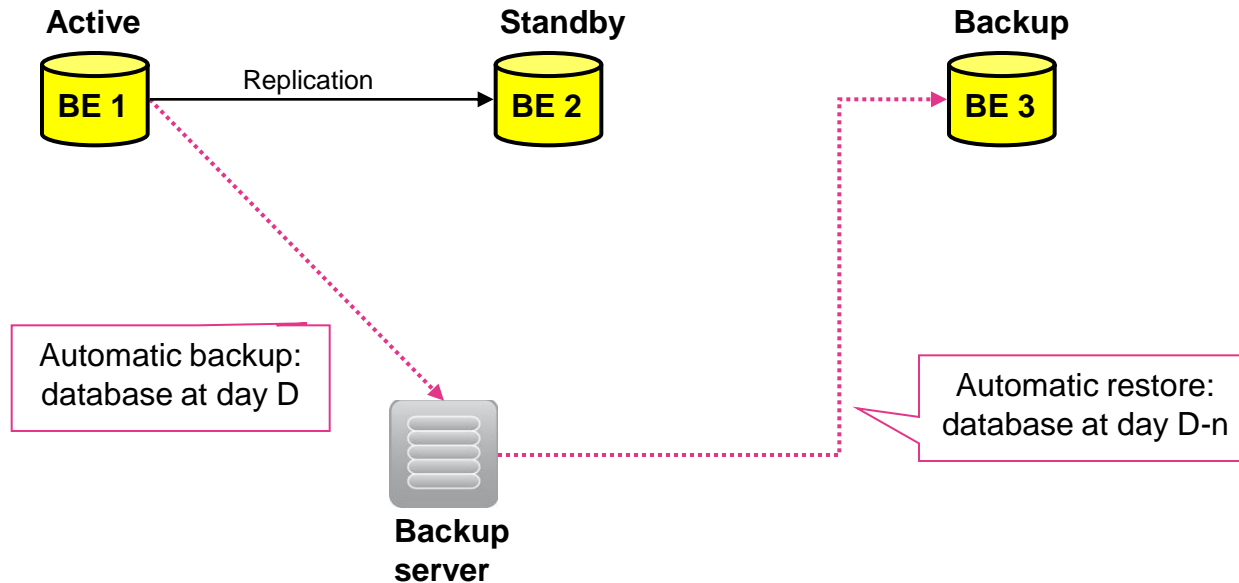 Active
Standby
Backup
BE 1
Replication
BE 2
BE 3
Automatic backup:
database at day D
Automatic restore:
database at day D-n
Backup
server